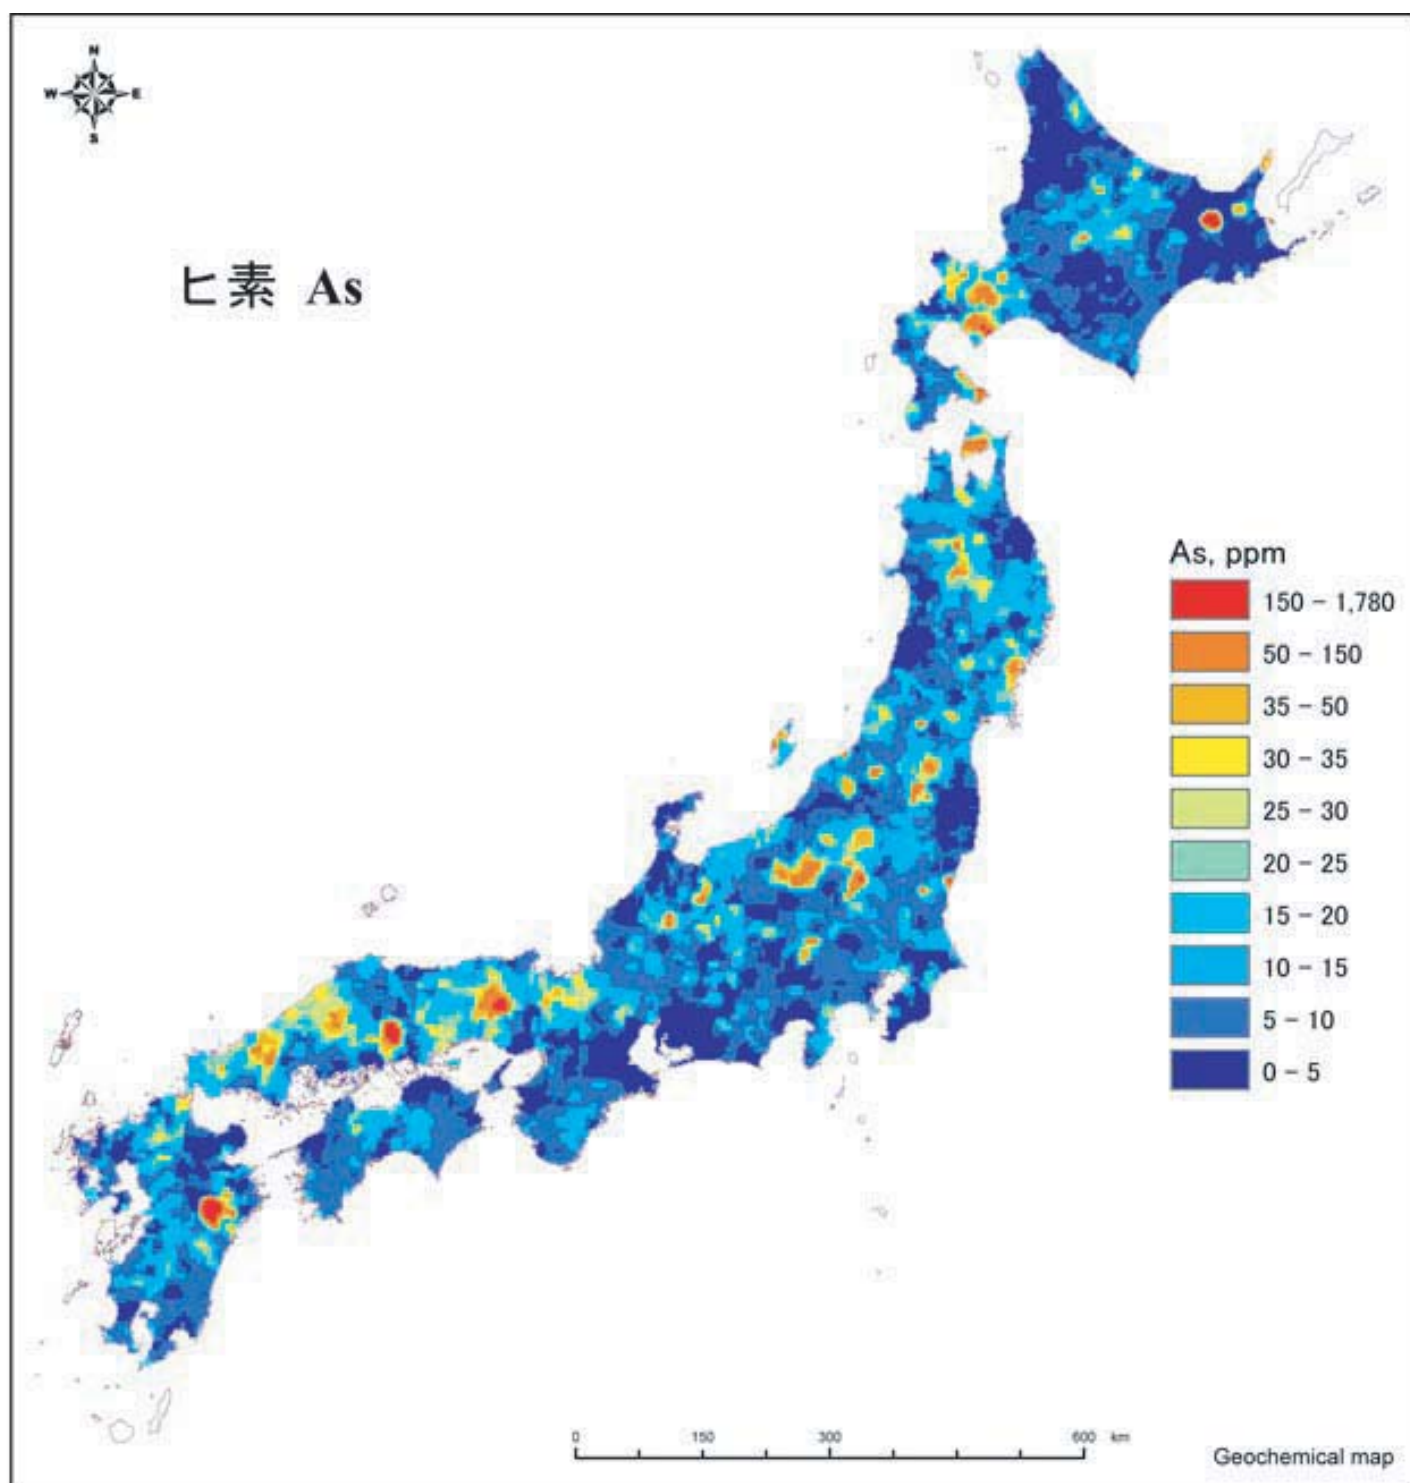 N
W E
S
ヒ素 As
As, ppm
150 - 1,780
50 - 150
35 - 50
30 - 35
25 - 30
20 - 25
15 - 20
10 - 15
5 - 10
0 - 5
0 150 300 600 km
Geochemical map